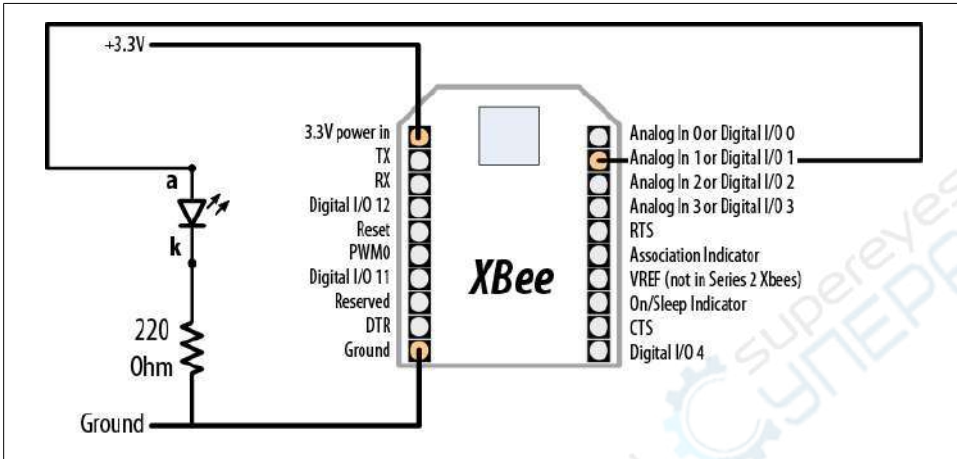 +3.3V
3.3V power in
TX
RX
Digital I/O 12
Reset
PWM0
Digital I/O 11
Reserved
DTR
Ground
XBee
Analog In 0 or Digital I/O 0
Analog In 1 or Digital I/O 1
Analog In 2 or Digital I/O 2
Analog In 3 or Digital I/O 3
RTS
Association Indicator
VREF (not in Series 2 Xbees)
On/Sleep Indicator
CTS
Digital I/O 4
a
k
220
Ohm
Ground
supereyes